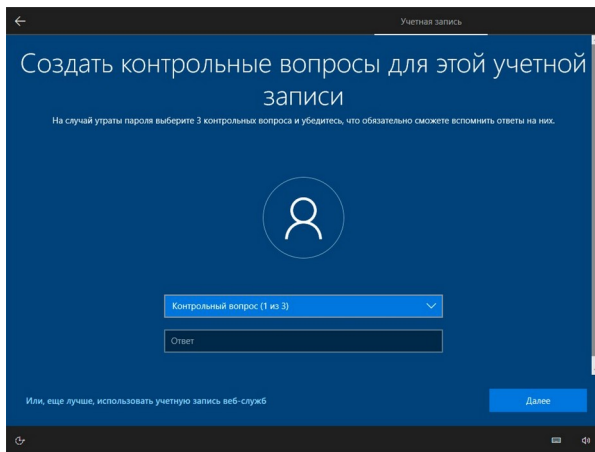 Учетная запись
Создать контрольные вопросы для этой учетной
записи
На случай утраты пароля выберите 3 контрольных вопроса и убедитесь, что обязательно сможете вспомнить ответы на них.
Контрольный вопрос (1 из 3)
Ответ
Или, еще лучше, использовать учетную запись веб-служб
Далее